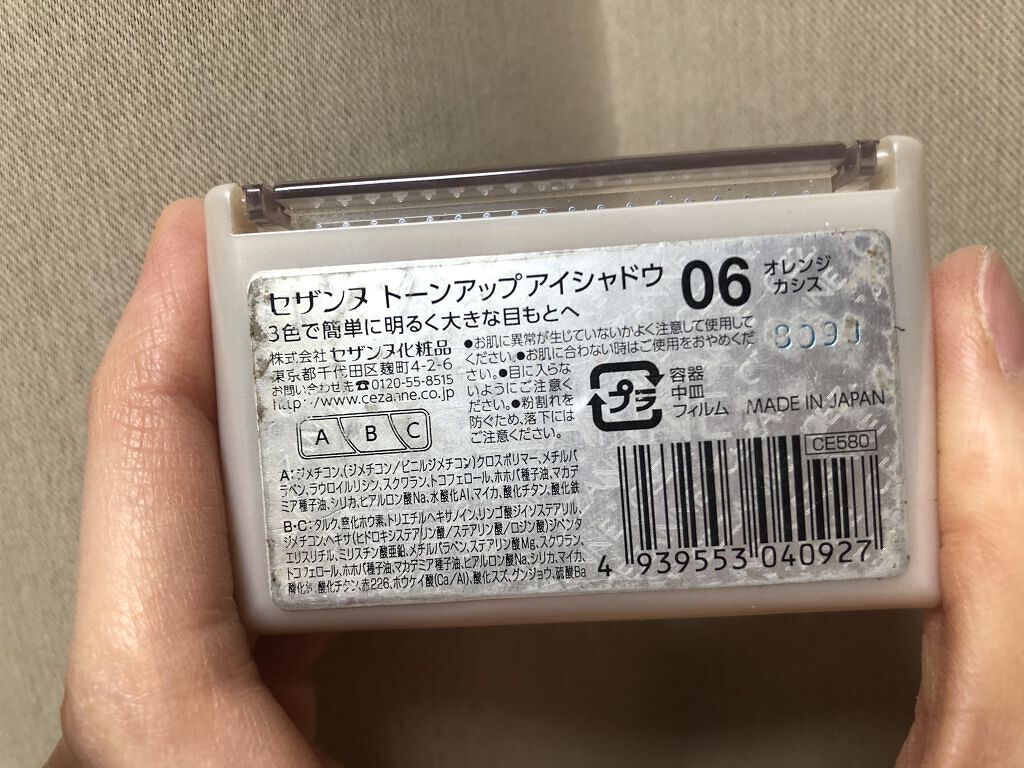 セザンヌ トーンアップアイシャドウ 06 オレンジ
カシス
3色で簡単に明るく大きな目もとへ
株式会社 セザンヌ化粧品
東京都千代田区麹町4-2-6
お問い合わせ先☎0120-55-8515
http://www.cezanne.co.jp
●お肌に異常が生じていないかよく注意して使用して
ください。●お肌に合わない時はご使用をおやめくだ
さい。●目に入らな
いようにご注意く
ださい。●粉割れを
防ぐため、落下には
ご注意ください。
プラ
容器
中皿
フィルム
MADE IN JAPAN
A B C
CE580
A:ジメチコン、(ジメチコン/ビニルジメチコン)クロスポリマー、メチルパ
ラベン、ラウロイルリシン、スクワラン、トコフェロール、ホホバ種子油、マカデ
ミア種子油、シリカ、ヒアルロン酸Na、水酸化Al、マイカ、酸化チタン、酸化鉄
B・C:タルク、窒化ホウ素、トリエチルヘキサノイン、リンゴ酸ジイソステアリル、
ジメチコン、ヘキサ(ヒドロキシステアリン酸/ステアリン酸/ロジン酸)ジペンタ
エリスリチル、ミリスチン酸亜鉛、メチルパラベン、ステアリン酸Mg、スクワラン、
トコフェロール、ホホバ種子油、マカデミア種子油、ヒアルロン酸Na、シリカ、マイカ、
酸化鉄、酸化チタン、赤226、ホウケイ酸(Ca/Al)、酸化スズ、グンジョウ、硫酸Ba
4 939553 040927